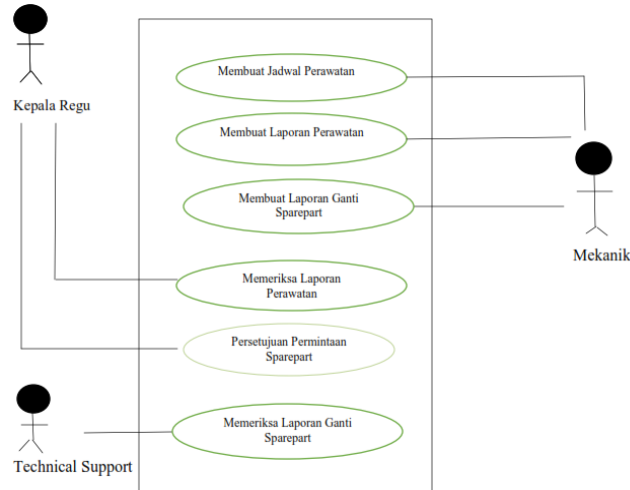 Kepala Regu
Membuat Jadwal Perawatan
Membuat Laporan Perawatan
Membuat Laporan Ganti
Sparepart
Mekanik
Memeriksa Laporan
Perawatan
Persetujuan Permintaan
Sparepart
Memeriksa Laporan Ganti
Sparepart
Technical Support